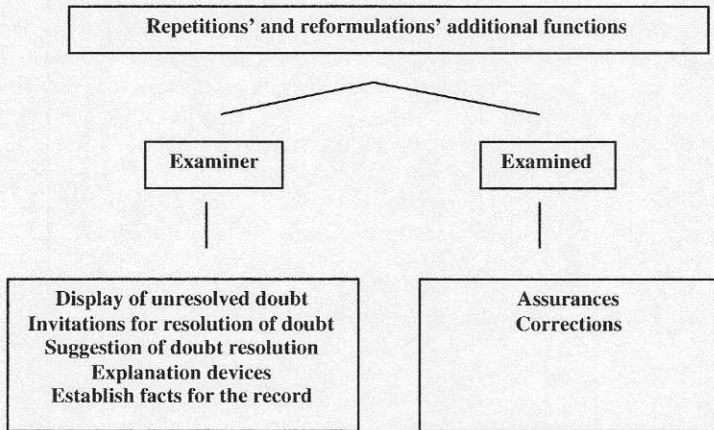 Repetitions’ and reformulations’ additional functions
Examiner
Examined
Display of unresolved doubt
Invitations for resolution of doubt
Suggestion of doubt resolution
Explanation devices
Establish facts for the record
Assurances
Corrections